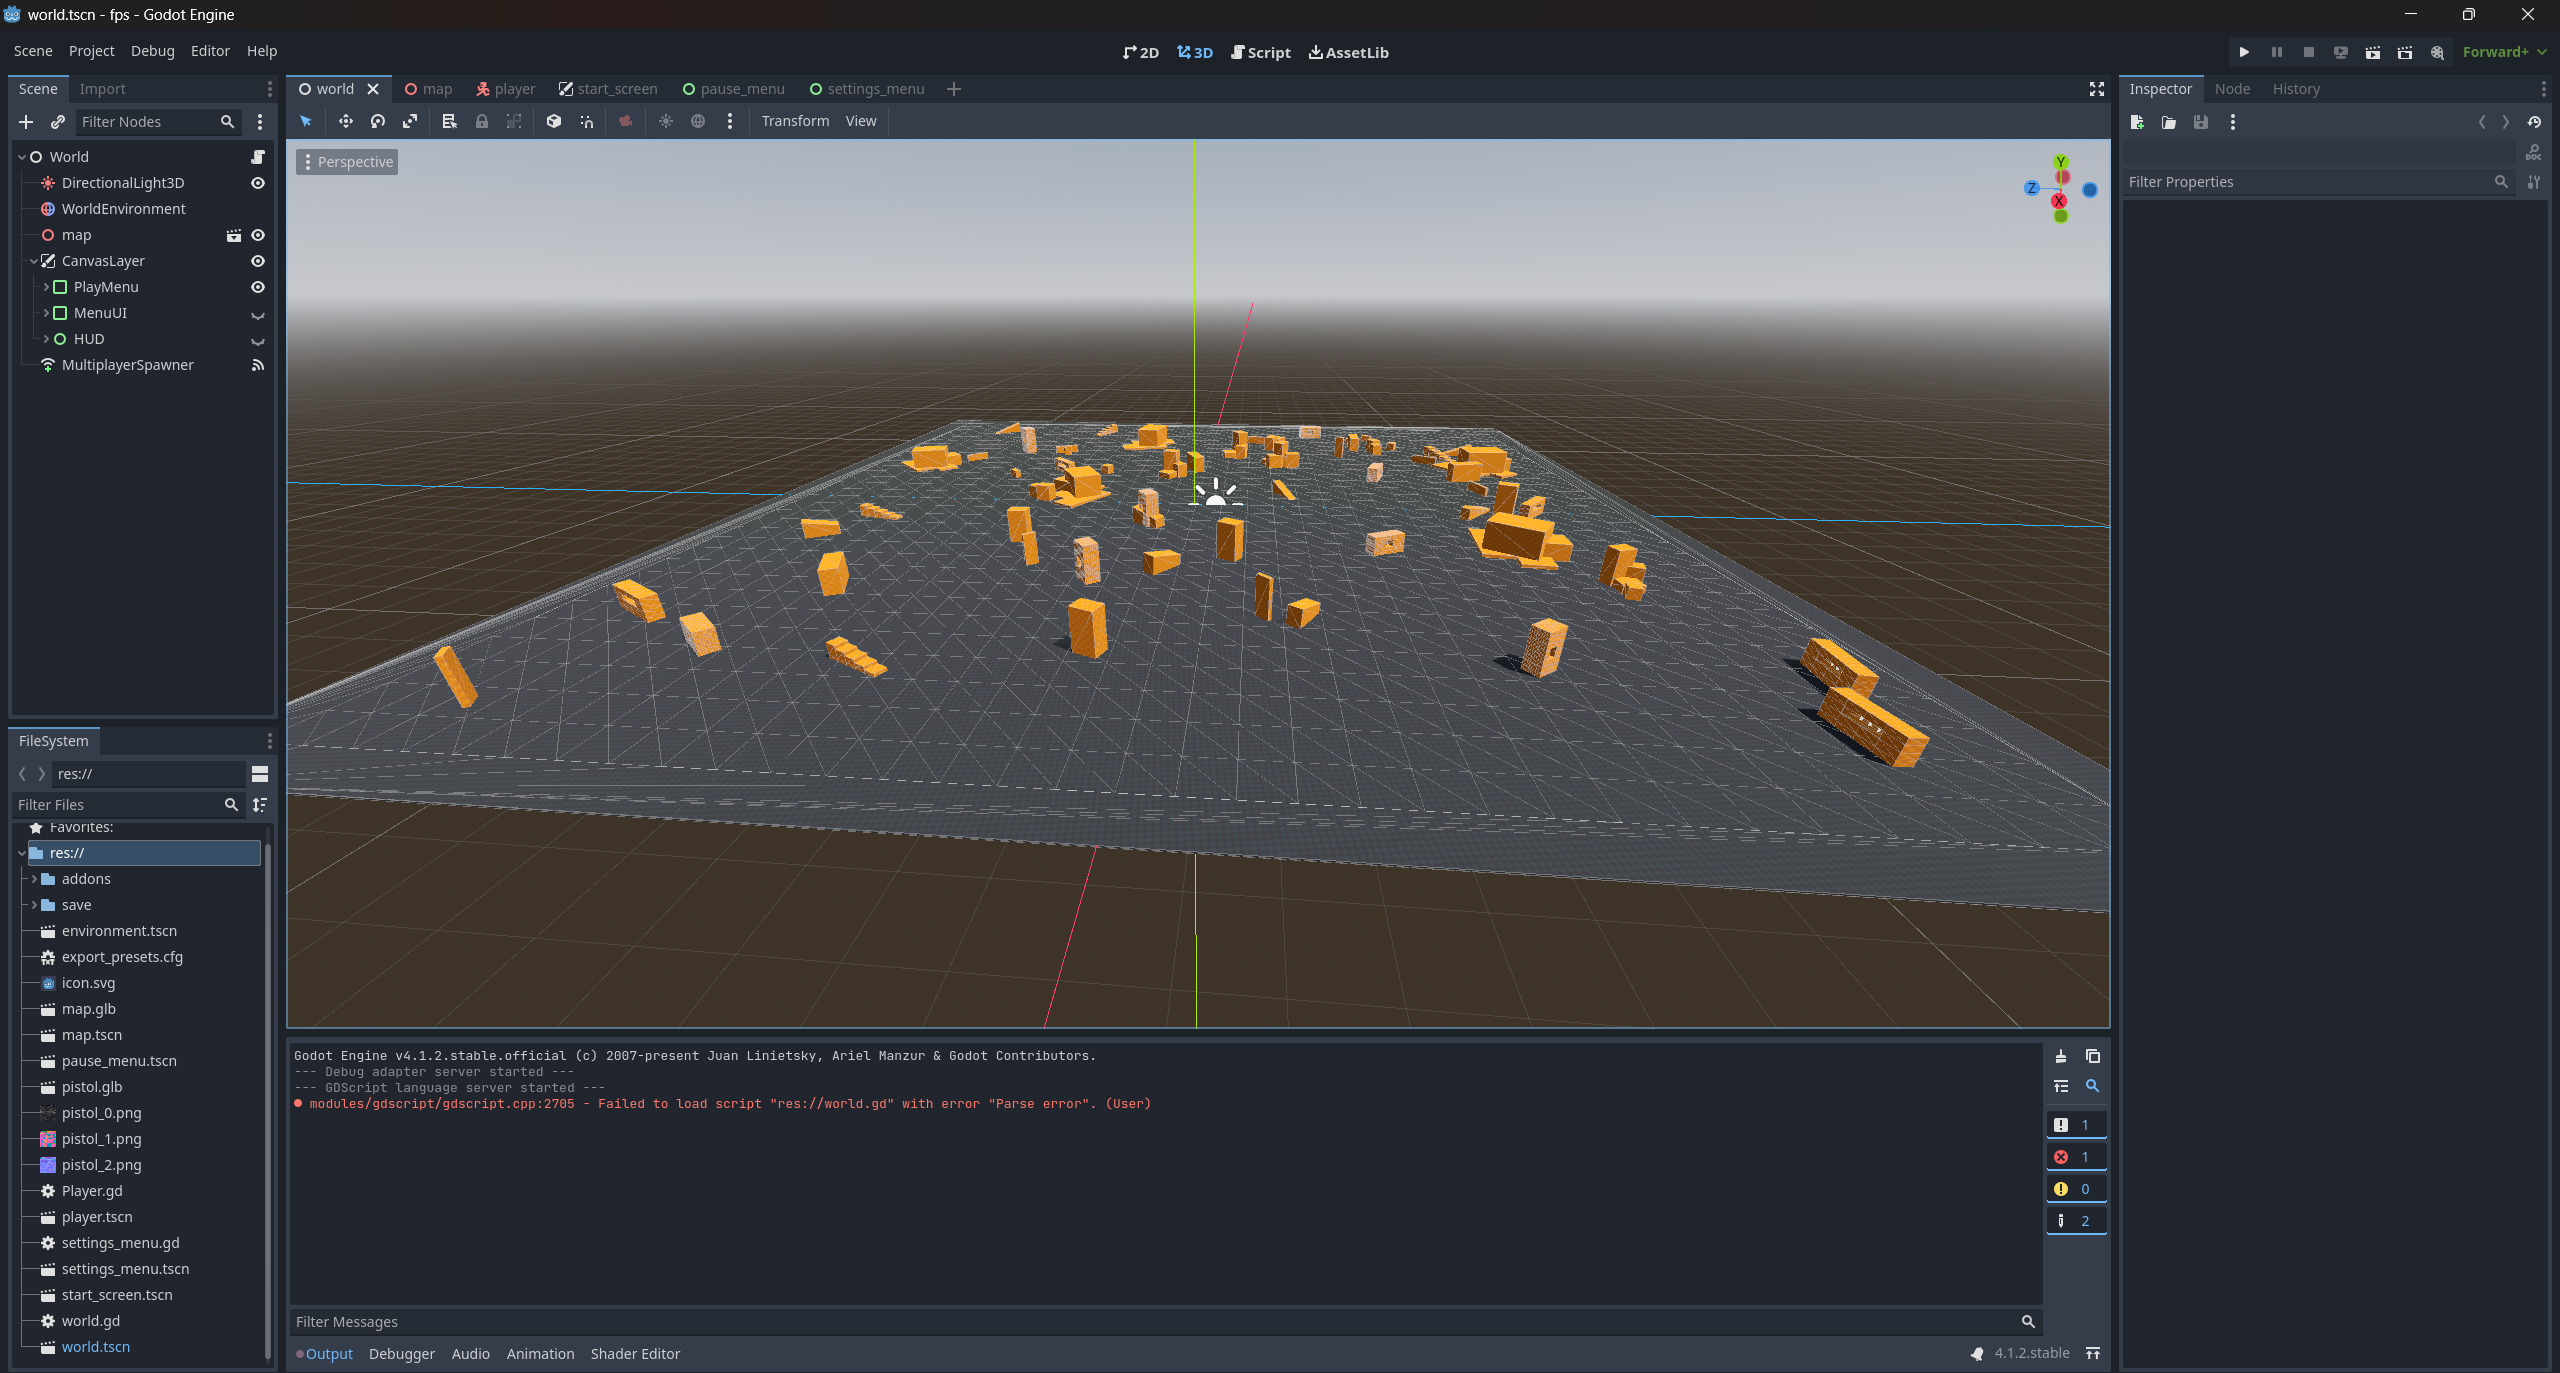 world.tscn - fps - Godot Engine
Scene Project Debug Editor Help
2D 3D Script AssetLib
Forward+
Scene Import
Filter Nodes
World
DirectionalLight3D
WorldEnvironment
map
CanvasLayer
PlayMenu
MenuUI
HUD
MultiplayerSpawner
FileSystem
res://
Filter Files
Favorites:
res://
addons
save
environment.tscn
export_presets.cfg
icon.svg
map.glb
map.tscn
pause_menu.tscn
pistol.glb
pistol_0.png
pistol_1.png
pistol_2.png
Player.gd
player.tscn
settings_menu.gd
settings_menu.tscn
start_screen.tscn
world.gd
world.tscn
world map player start_screen pause_menu settings_menu
Transform View
Perspective
Y
Z
X
Godot Engine v4.1.2.stable.official (c) 2007-present Juan Linietsky, Ariel Manzur & Godot Contributors.
--- Debug adapter server started ---
--- GDScript language server started ---
modules/gdscript/gdscript.cpp:2705 - Failed to load script "res://world.gd" with error "Parse error". (User)
1
1
0
2
Filter Messages
Output Debugger Audio Animation Shader Editor
4.1.2.stable
Inspector Node History
DOC
Filter Properties